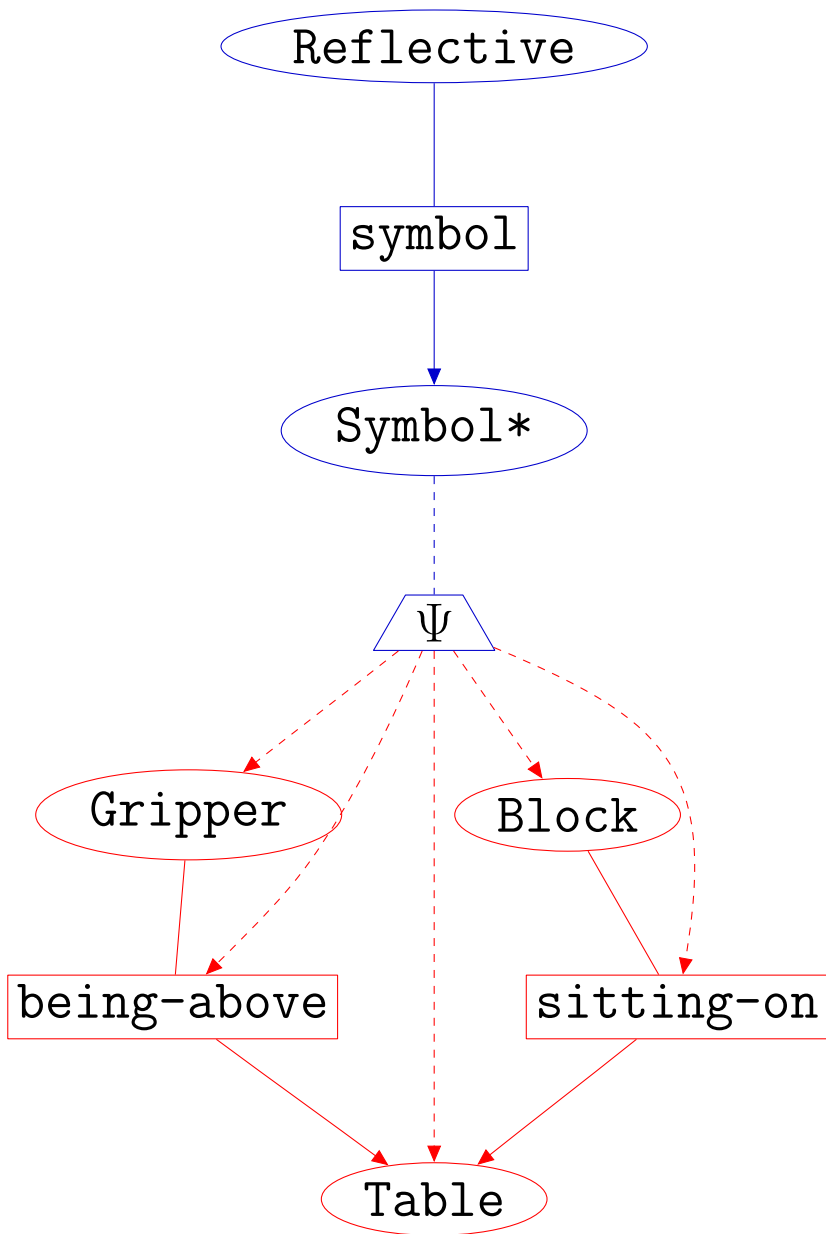 Reflective
symbol
Symbol*
Ψ
Gripper
Block
being-above
sitting-on
Table